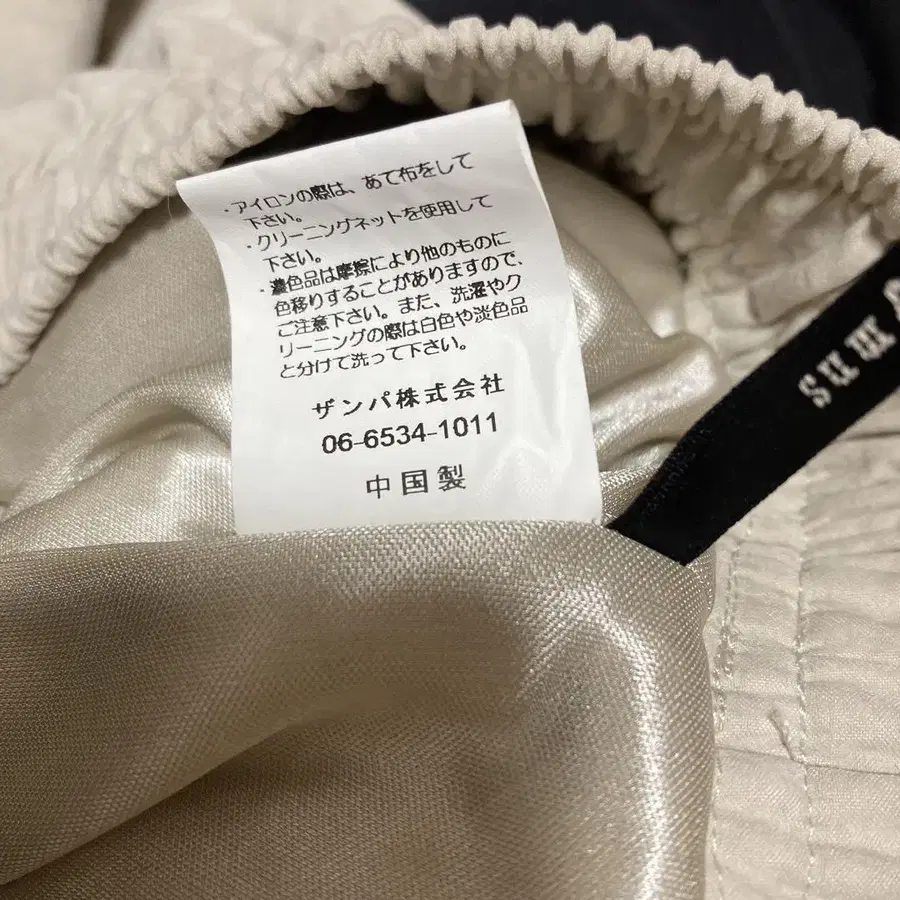 ・アイロンの際は、あて布をして
下さい。
・クリーニングネットを使用して
下さい。
・濃色品は摩擦により他のものに
色移りすることがありますので、
ご注意下さい。また、洗濯やク
リーニングの際は白色や淡色品
と分けて洗って下さい。
ザンパ株式会社
06-6534-1011
中国製